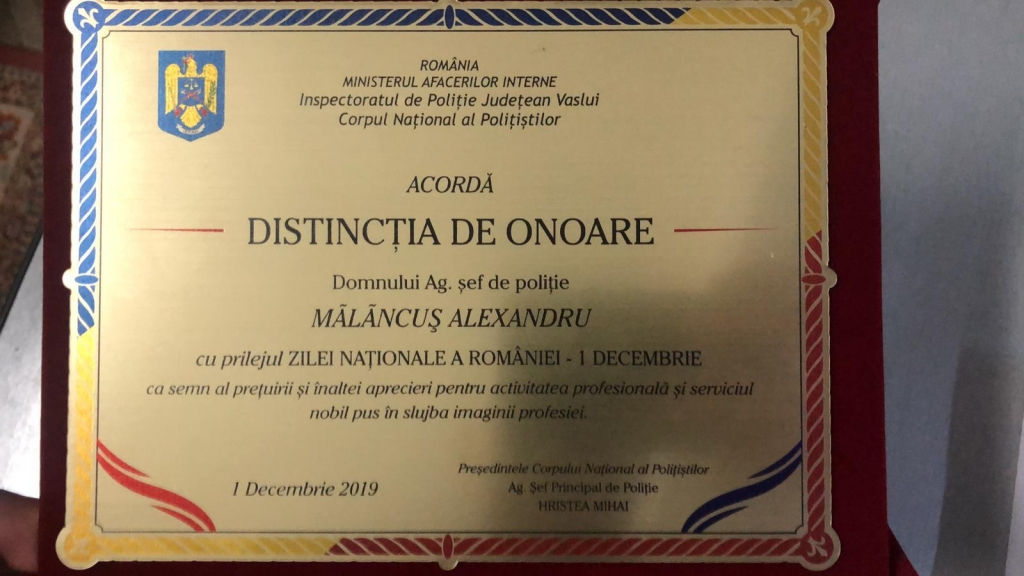 ROMÂNIA
MINISTERUL AFACERILOR INTERNE
Inspectoratul de Poliție Județean Vaslui
Corpul Național al Polițiștilor
ACORDĂ
DISTINCȚIA DE ONOARE
Domnului Ag. șef de poliție
MĂLĂNCUȘ ALEXANDRU
cu prilejul ZILEI NAȚIONALE A ROMÂNIEI - 1 DECEMBRIE
ca semn al prețuirii și înaltei aprecieri pentru activitatea profesională și serviciul
nobil pus în slujba imaginii profesiei.
Președintele Corpului Național al Polițiștilor
Ag. Șef Principal de Poliție
HRISTEA MIHAI
1 Decembrie 2019